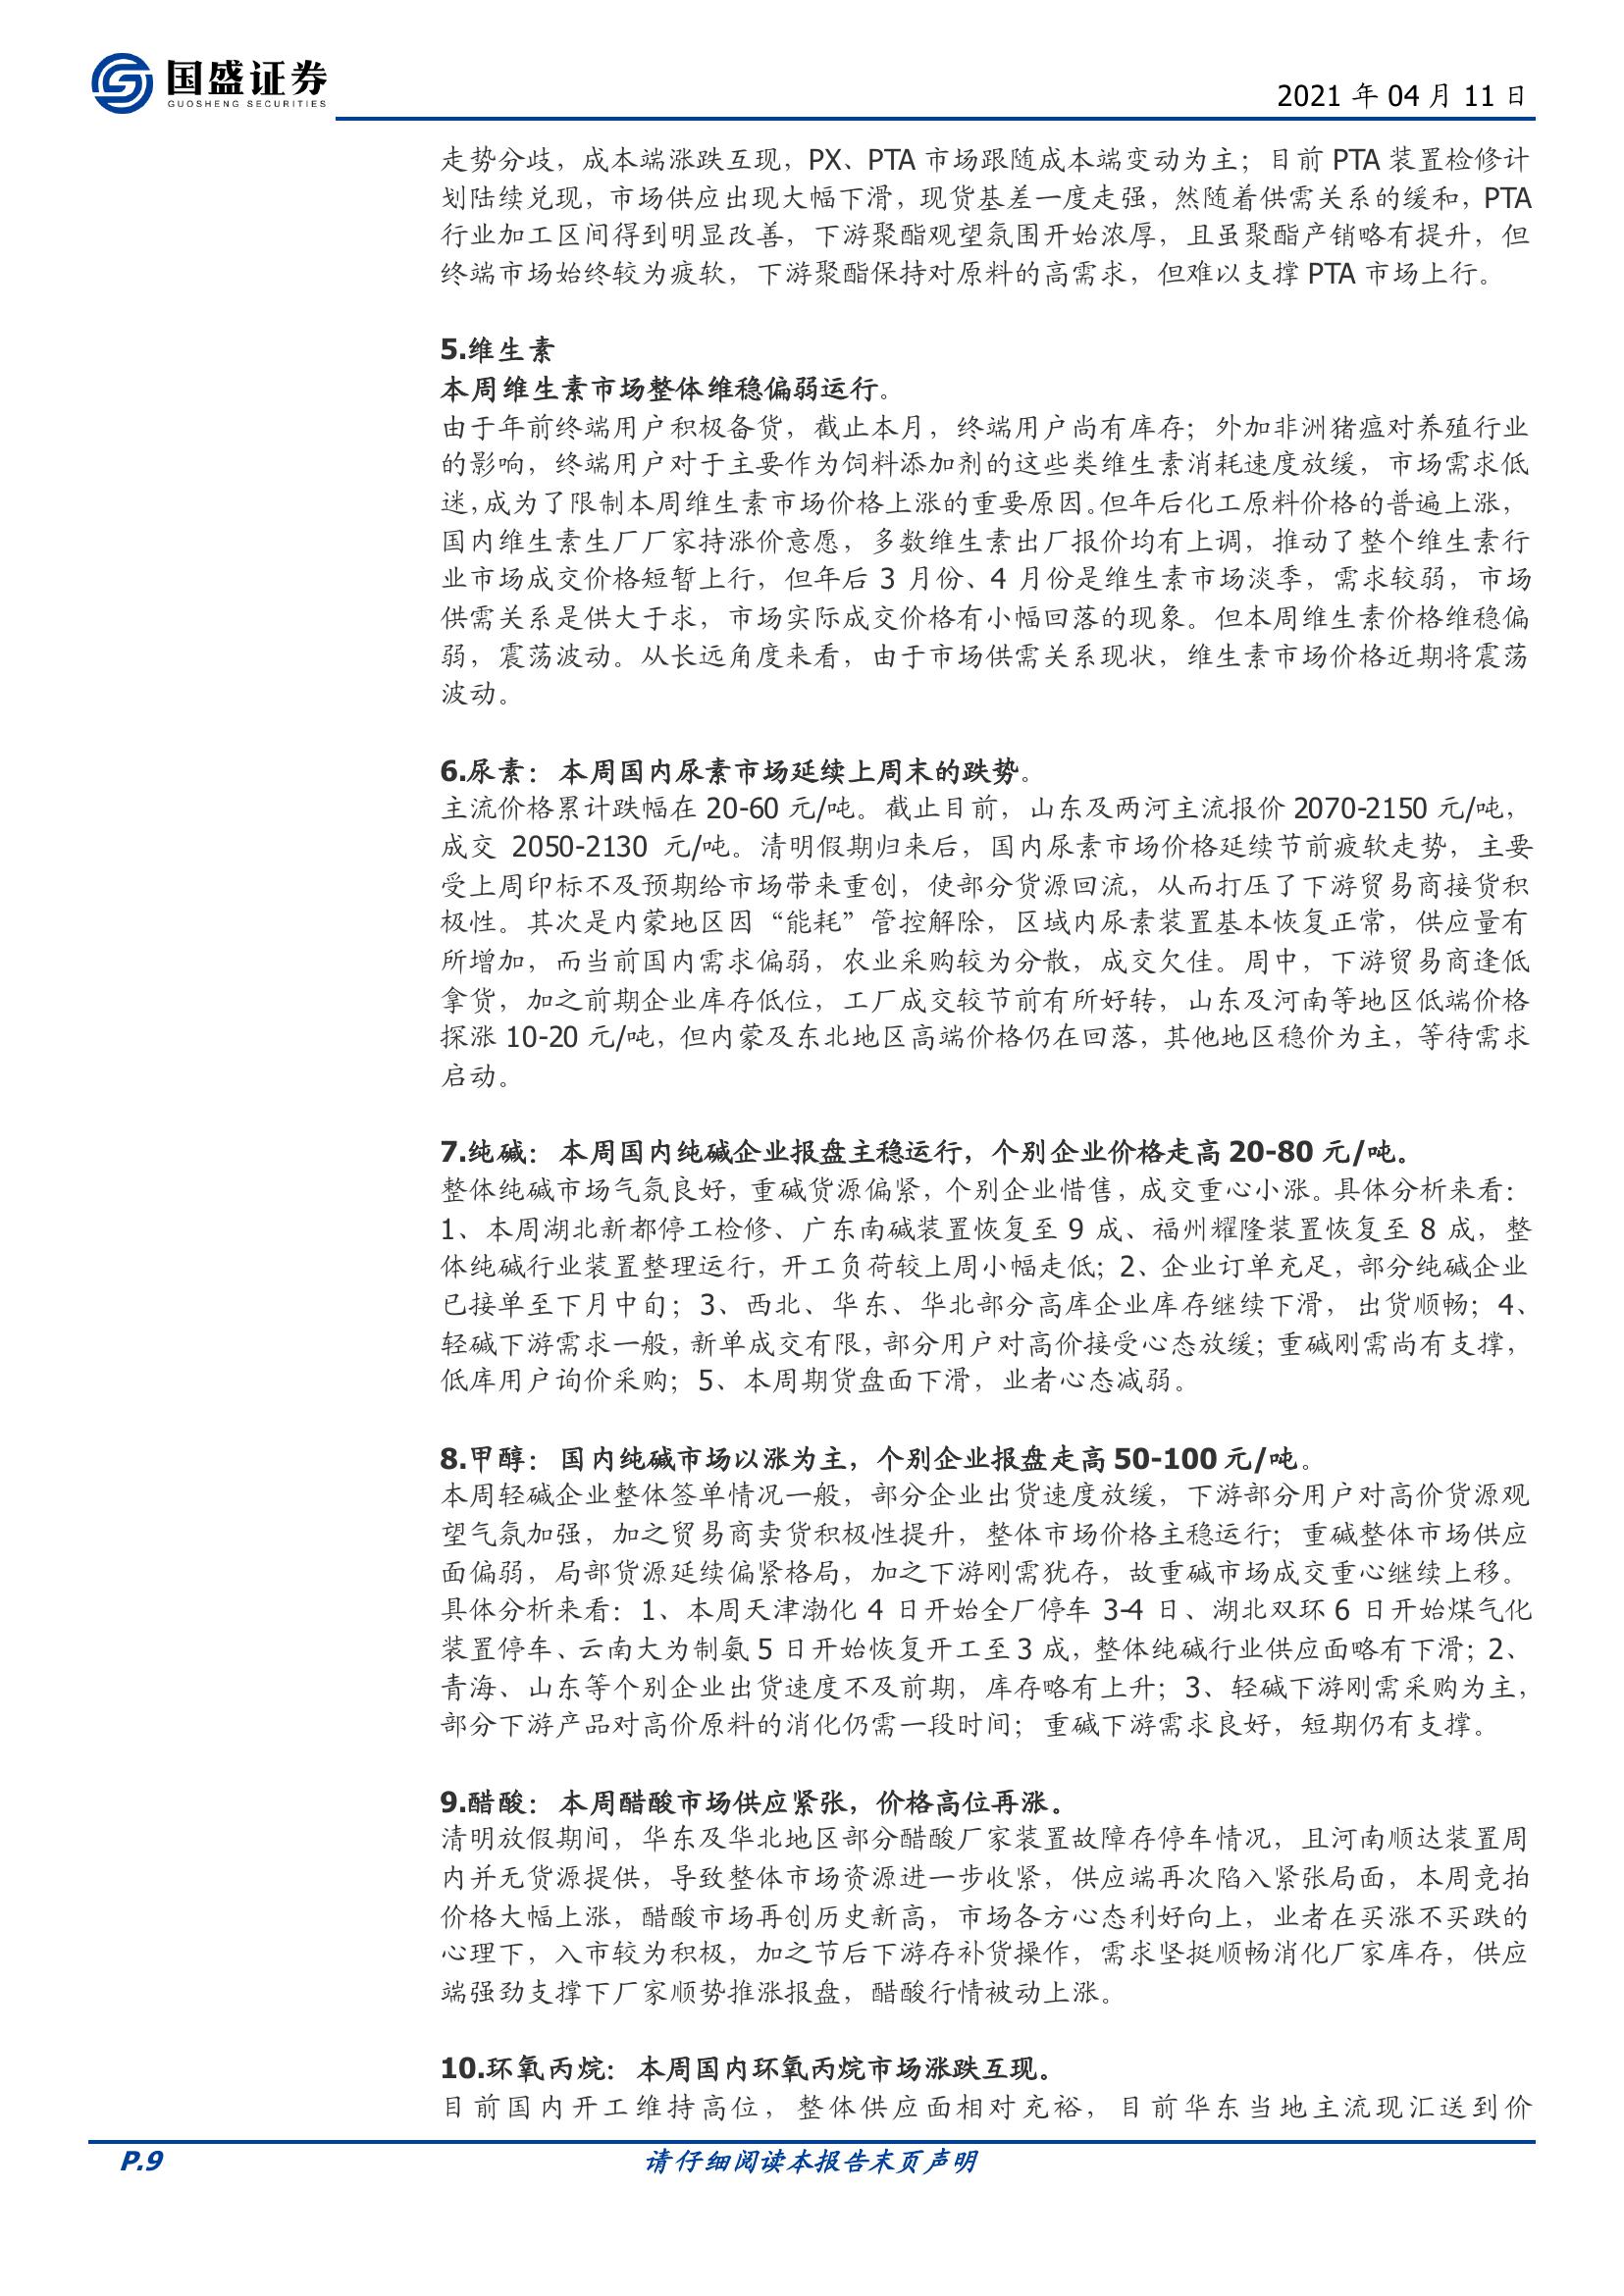 国盛证券
GUOSHENG SECURITIES
2021 年 04 月 11 日
走势分歧，成本端涨跌互现，PX、PTA 市场跟随成本端变动为主；目前 PTA 装置检修计
划陆续兑现，市场供应出现大幅下滑，现货基差一度走强，然随着供需关系的缓和，PTA
行业加工区间得到明显改善，下游聚酯观望氛围开始浓厚，且虽聚酯产销略有提升，但
终端市场始终较为疲软，下游聚酯保持对原料的高需求，但难以支撑 PTA 市场上行。
5.维生素
本周维生素市场整体维稳偏弱运行。
由于年前终端用户积极备货，截止本月，终端用户尚有库存；外加非洲猪瘟对养殖行业
的影响，终端用户对于主要作为饲料添加剂的这些类维生素消耗速度放缓，市场需求低
迷，成为了限制本周维生素市场价格上涨的重要原因。但年后化工原料价格的普遍上涨，
国内维生素生厂厂家持涨价意愿，多数维生素出厂报价均有上调，推动了整个维生素行
业市场成交价格短暂上行，但年后 3 月份、4 月份是维生素市场淡季，需求较弱，市场
供需关系是供大于求，市场实际成交价格有小幅回落的现象。但本周维生素价格维稳偏
弱，震荡波动。从长远角度来看，由于市场供需关系现状，维生素市场价格近期将震荡
波动。
6.尿素：本周国内尿素市场延续上周末的跌势。
主流价格累计跌幅在 20-60 元/吨。截止目前，山东及两河主流报价 2070-2150 元/吨，
成交 2050-2130 元/吨。清明假期归来后，国内尿素市场价格延续节前疲软走势，主要
受上周印标不及预期给市场带来重创，使部分货源回流，从而打压了下游贸易商接货积
极性。其次是内蒙地区因“能耗”管控解除，区域内尿素装置基本恢复正常，供应量有
所增加，而当前国内需求偏弱，农业采购较为分散，成交欠佳。周中，下游贸易商逢低
拿货，加之前期企业库存低位，工厂成交较节前有所好转，山东及河南等地区低端价格
探涨 10-20 元/吨，但内蒙及东北地区高端价格仍在回落，其他地区稳价为主，等待需求
启动。
7.纯碱：本周国内纯碱企业报盘主稳运行，个别企业价格走高 20-80 元/吨。
整体纯碱市场气氛良好，重碱货源偏紧，个别企业惜售，成交重心小涨。具体分析来看：
1、本周湖北新都停工检修、广东南碱装置恢复至 9 成、福州耀隆装置恢复至 8 成，整
体纯碱行业装置整理运行，开工负荷较上周小幅走低；2、企业订单充足，部分纯碱企业
已接单至下月中旬；3、西北、华东、华北部分高库企业库存继续下滑，出货顺畅；4、
轻碱下游需求一般，新单成交有限，部分用户对高价接受心态放缓；重碱刚需尚有支撑，
低库用户询价采购；5、本周期货盘面下滑，业者心态减弱。
8.甲醇：国内纯碱市场以涨为主，个别企业报盘走高 50-100 元/吨。
本周轻碱企业整体签单情况一般，部分企业出货速度放缓，下游部分用户对高价货源观
望气氛加强，加之贸易商卖货积极性提升，整体市场价格主稳运行；重碱整体市场供应
面偏弱，局部货源延续偏紧格局，加之下游刚需犹存，故重碱市场成交重心继续上移。
具体分析来看：1、本周天津渤化 4 日开始全厂停车 3-4 日、湖北双环 6 日开始煤气化
装置停车、云南大为制氨 5 日开始恢复开工至 3 成，整体纯碱行业供应面略有下滑；2、
青海、山东等个别企业出货速度不及前期，库存略有上升；3、轻碱下游刚需采购为主，
部分下游产品对高价原料的消化仍需一段时间；重碱下游需求良好，短期仍有支撑。
9.醋酸：本周醋酸市场供应紧张，价格高位再涨。
清明放假期间，华东及华北地区部分醋酸厂家装置故障存停车情况，且河南顺达装置周
内并无货源提供，导致整体市场资源进一步收紧，供应端再次陷入紧张局面，本周竞拍
价格大幅上涨，醋酸市场再创历史新高，市场各方心态利好向上，业者在买涨不买跌的
心理下，入市较为积极，加之节后下游存补货操作，需求坚挺顺畅消化厂家库存，供应
端强劲支撑下厂家顺势推涨报盘，醋酸行情被动上涨。
10.环氧丙烷：本周国内环氧丙烷市场涨跌互现。
目前国内开工维持高位，整体供应面相对充裕，目前华东当地主流现汇送到价
P.9
请仔细阅读本报告末页声明